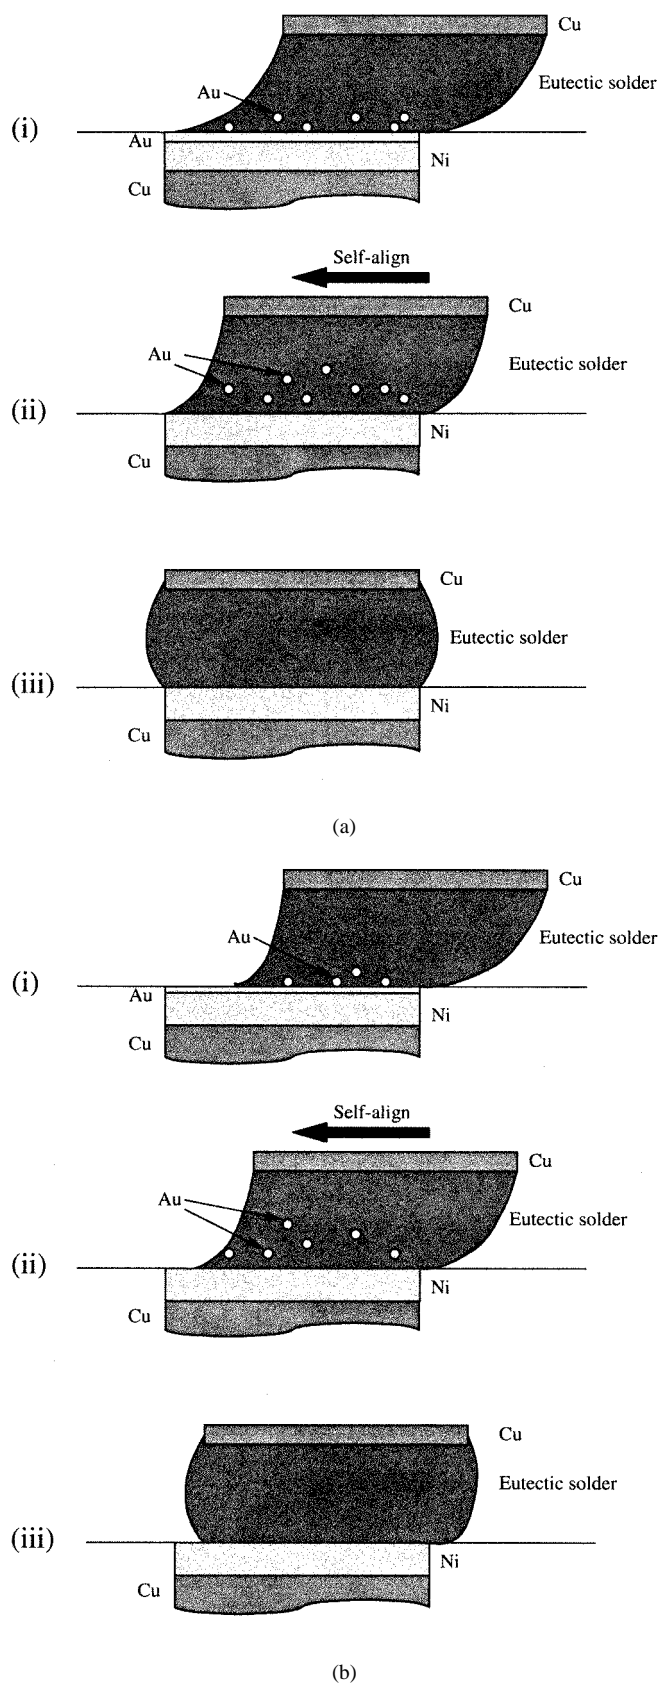 Cu
Eutectic solder
Au
(i)
Au
Ni
Cu
Self-align
Cu
Au
Eutectic solder
(ii)
Ni
Cu
Cu
Eutectic solder
(iii)
Ni
Cu
(a)
Cu
Au
Eutectic solder
(i)
Au
Ni
Cu
Self-align
Cu
Au
Eutectic solder
(ii)
Ni
Cu
Cu
Eutectic solder
(iii)
Ni
Cu
(b)